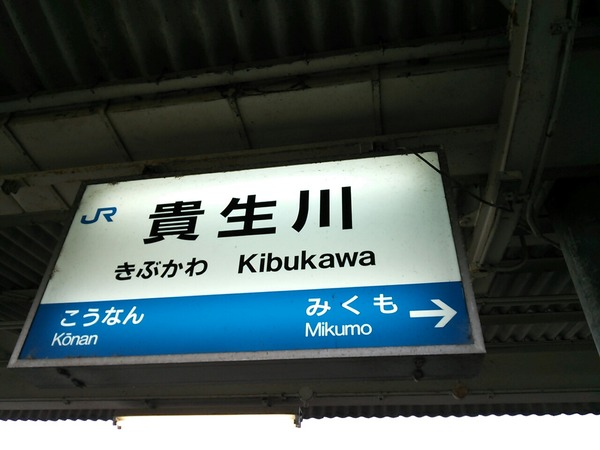 JR 貴生川
きぶかわ Kibukawa
こうなん みくも →
Kōnan Mikumo